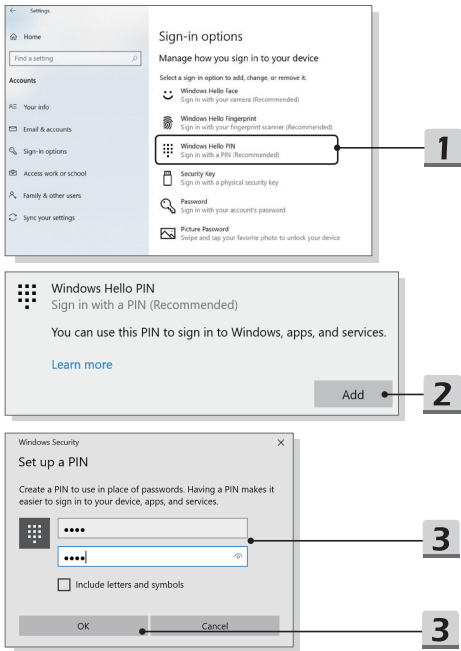 Settings
Home
Find a setting
Accounts
Your info
Email & accounts
Sign-in options
Access work or school
Family & other users
Sync your settings
Sign-in options
Manage how you sign in to your device
Select a sign-in option to add, change, or remove it.
Windows Hello Face
Sign in with your camera (Recommended)
Windows Hello Fingerprint
Sign in with your fingerprint scanner (Recommended)
Windows Hello PIN
Sign in with a PIN (Recommended)
Security Key
Sign in with a physical security key
Password
Sign in with your account's password
Picture Password
Swipe and tap your favorite photo to unlock your device
1
Windows Hello PIN
Sign in with a PIN (Recommended)
You can use this PIN to sign in to Windows, apps, and services.
Learn more
Add
2
Windows Security
Set up a PIN
Create a PIN to use in place of passwords. Having a PIN makes it
easier to sign in to your device, apps, and services.
••••
••••
3
Include letters and symbols
OK
Cancel
3